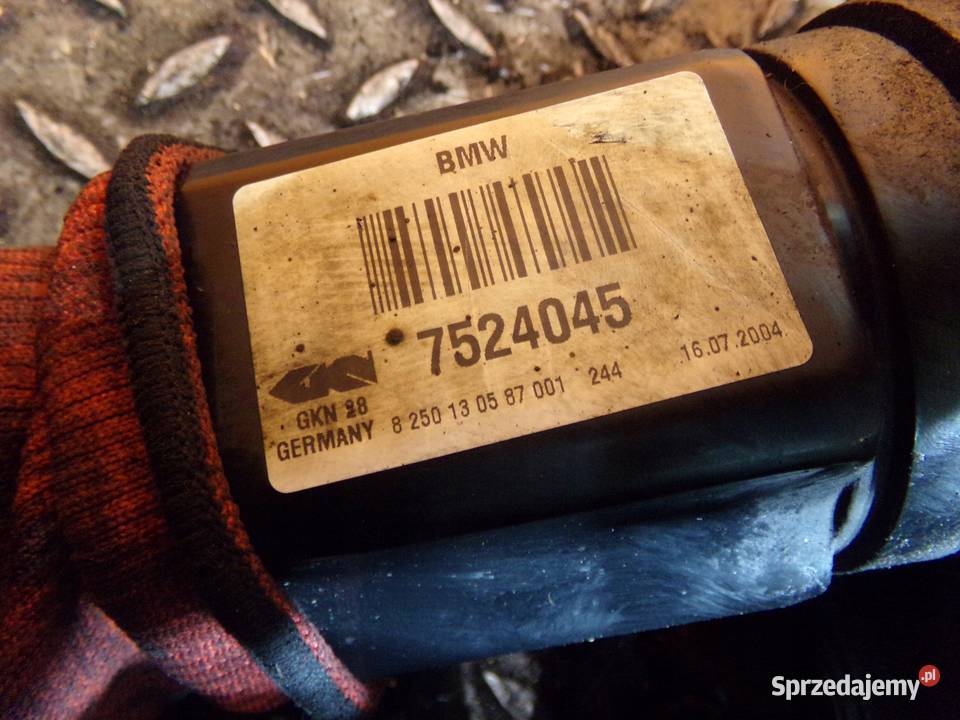 BMW
7524045
16.07.2004
GKN 28
8 250 13 05 87 001 244
GERMANY
Sprzedajemy.pl